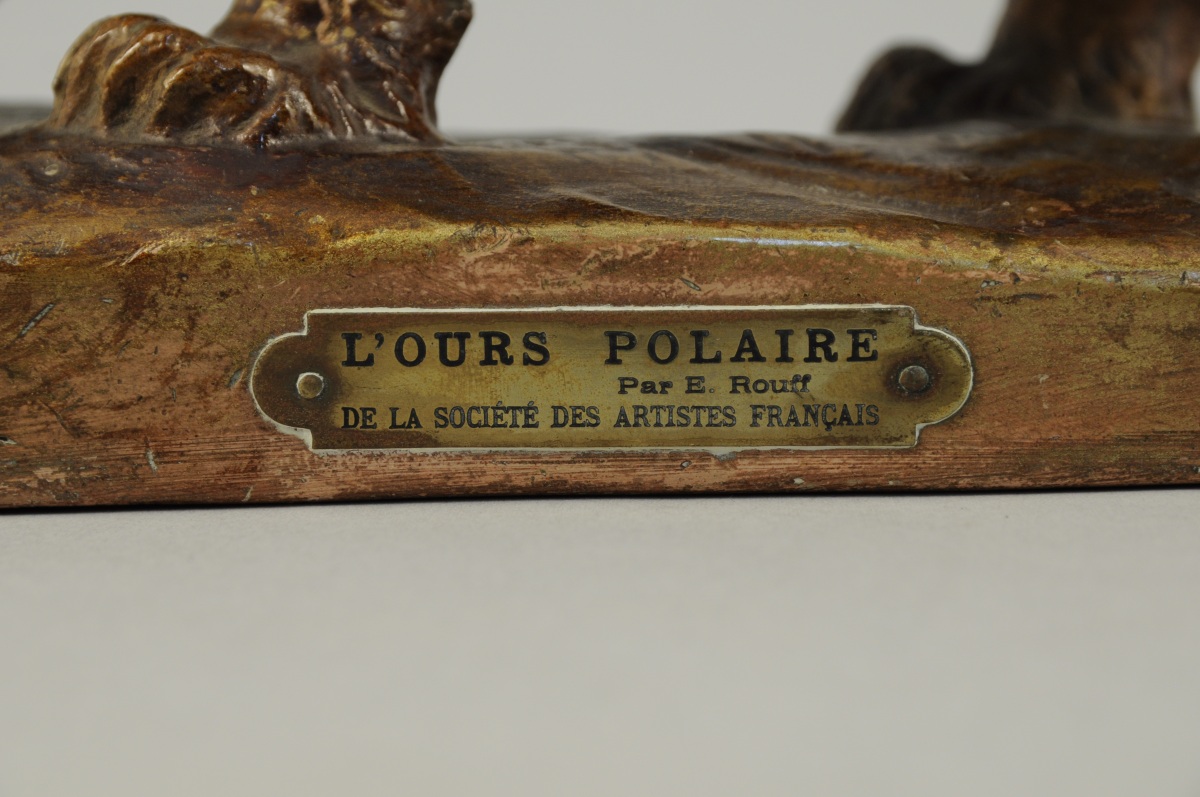 L'OURS POLAIRE
Par E. Rouff
DE LA SOCIÉTÉ DES ARTISTES FRANÇAIS